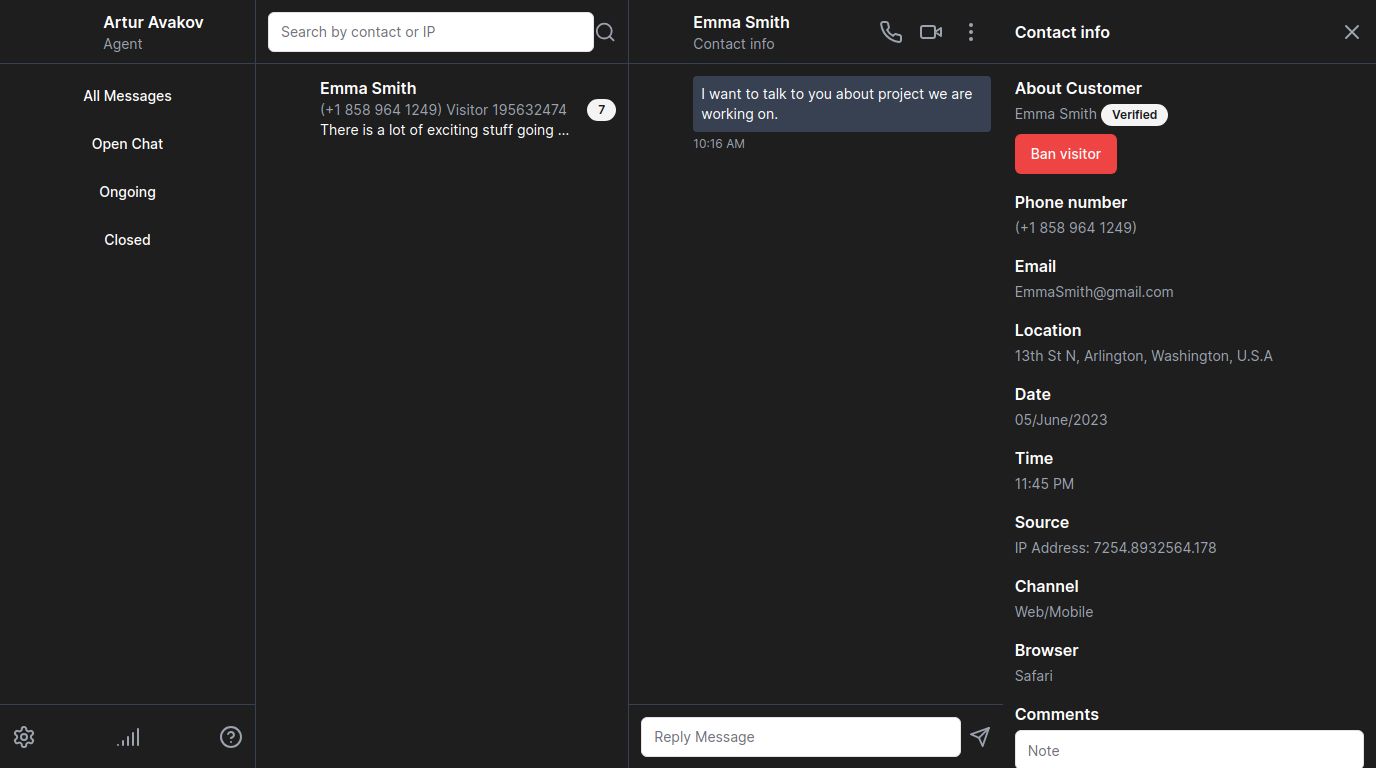 Artur Avakov
Agent
All Messages
Open Chat
Ongoing
Closed
Search by contact or IP
Emma Smith
(+1 858 964 1249) Visitor 195632474
There is a lot of exciting stuff going ...
7
Emma Smith
Contact info
I want to talk to you about project we are
working on.
10:16 AM
Reply Message
Contact info
About Customer
Emma Smith Verified
Ban visitor
Phone number
(+1 858 964 1249)
Email
EmmaSmith@gmail.com
Location
13th St N, Arlington, Washington, U.S.A
Date
05/June/2023
Time
11:45 PM
Source
IP Address: 7254.8932564.178
Channel
Web/Mobile
Browser
Safari
Comments
Note